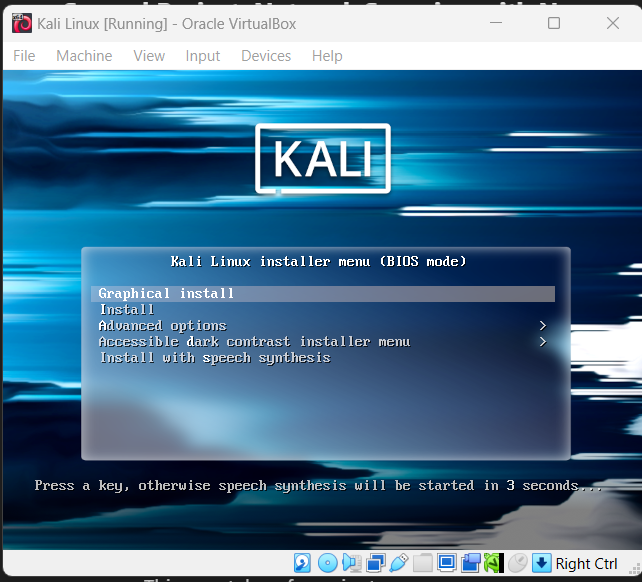 Kali Linux [Running] - Oracle VirtualBox
File Machine View Input Devices Help
KALI
Kali Linux installer menu (BIOS mode)
Graphical install
Install
Advanced options >
Accessible dark contrast installer menu >
Install with speech synthesis
Press a key, otherwise speech synthesis will be started in 3 seconds...
Right Ctrl